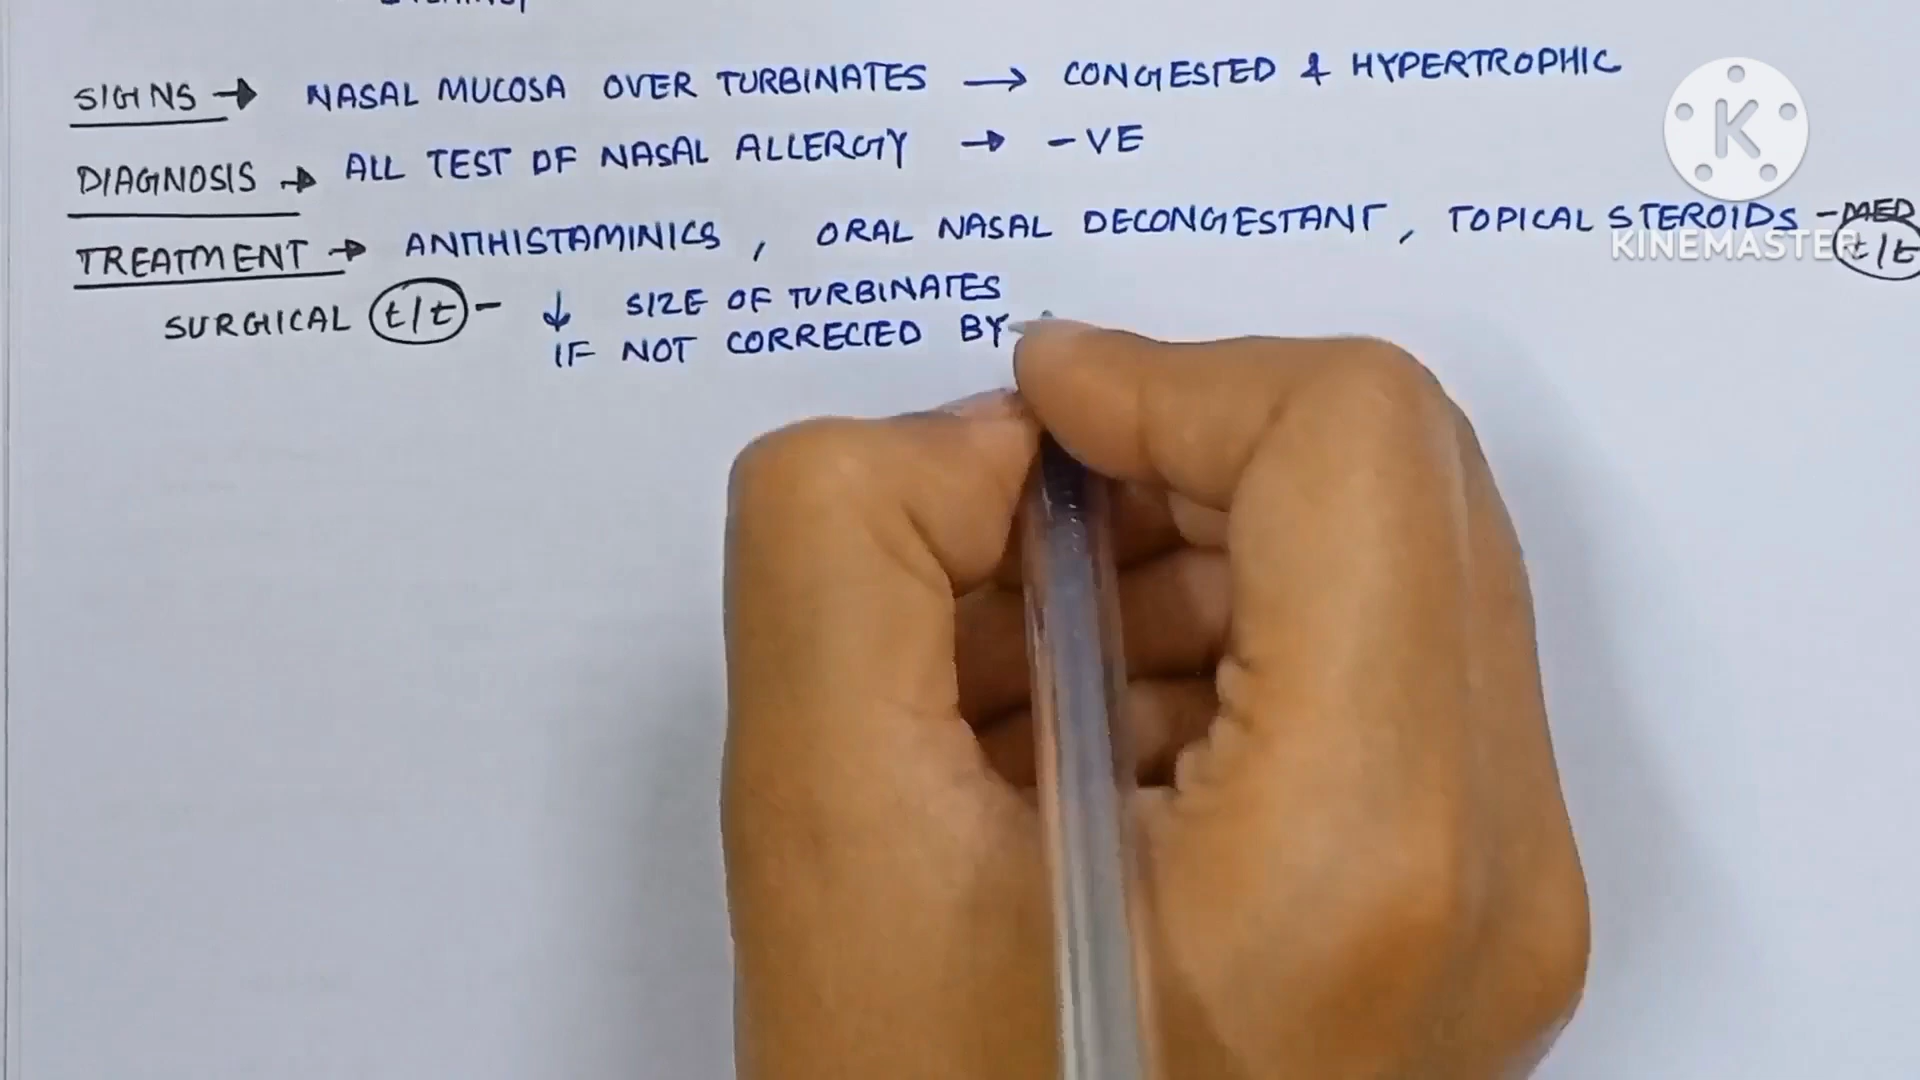 SIGNS → NASAL MUCOSA OVER TURBINATES → CONGESTED & HYPERTROPHIC
DIAGNOSIS → ALL TEST OF NASAL ALLERGY → -VE
TREATMENT → ANTIHISTAMINICS , ORAL NASAL DECONGESTANT , TOPICAL STEROIDS - MED t/t
SURGICAL t/t - ↓ SIZE OF TURBINATES
IF NOT CORRECTED BY
K
KINEMASTER